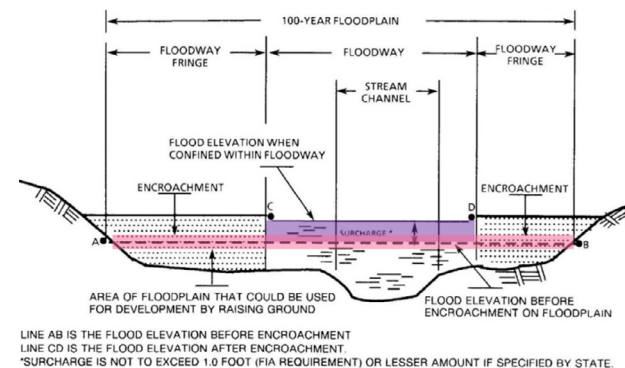 100-YEAR FLOODPLAIN
FLOODWAY
FRINGE
FLOODWAY
FLOODWAY
FRINGE
STREAM
CHANNEL
FLOOD ELEVATION WHEN
CONFINED WITHIN FLOODWAY
ENCROACHMENT
C
D
ENCROACHMENT
SURCHARGE *
A
B
AREA OF FLOODPLAIN THAT COULD BE USED
FOR DEVELOPMENT BY RAISING GROUND
FLOOD ELEVATION BEFORE
ENCROACHMENT ON FLOODPLAIN
LINE AB IS THE FLOOD ELEVATION BEFORE ENCROACHMENT
LINE CD IS THE FLOOD ELEVATION AFTER ENCROACHMENT.
*SURCHARGE IS NOT TO EXCEED 1.0 FOOT (FIA REQUIREMENT) OR LESSER AMOUNT IF SPECIFIED BY STATE.